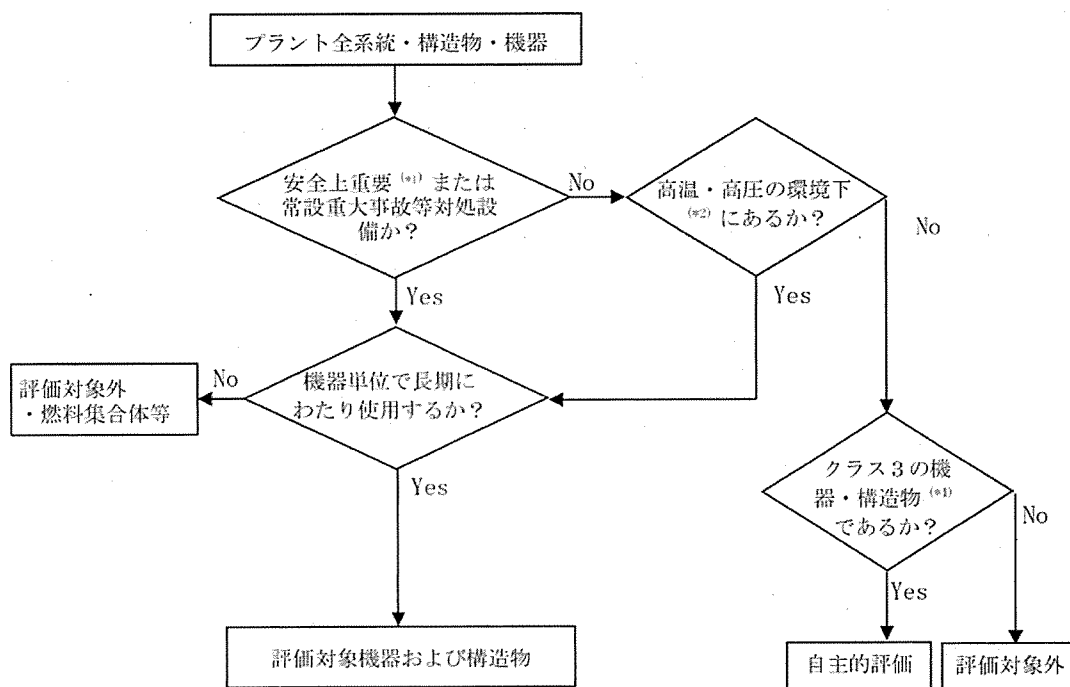 プラント全系統・構造物・機器
安全上重要(*1)または
常設重大事故等対処設
備か？
No
高温・高圧の環境下
(*2)にあるか？
No
Yes
Yes
評価対象外
・燃料集合体等
No
機器単位で長期に
わたり使用するか？
Yes
クラス３の機
器・構造物(*1)
であるか？
No
Yes
評価対象機器および構造物
自主的評価
評価対象外